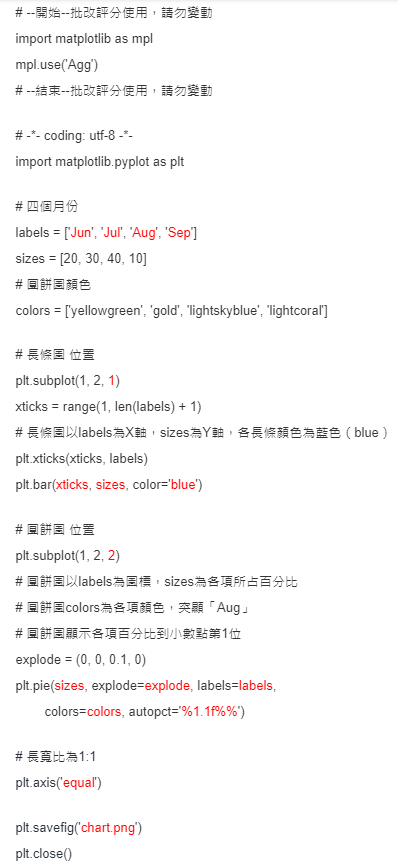 # --開始--批改評分使用，請勿變動
import matplotlib as mpl
mpl.use('Agg')
# --結束--批改評分使用，請勿變動
# -*- coding: utf-8 -*-
import matplotlib.pyplot as plt
# 四個月份
labels = ['Jun', 'Jul', 'Aug', 'Sep']
sizes = [20, 30, 40, 10]
# 圓餅圖顏色
colors = ['yellowgreen', 'gold', 'lightskyblue', 'lightcoral']
# 長條圖 位置
plt.subplot(1, 2, 1)
xticks = range(1, len(labels) + 1)
# 長條圖以labels為X軸，sizes為Y軸，各長條顏色為藍色（blue）
plt.xticks(xticks, labels)
plt.bar(xticks, sizes, color='blue')
# 圓餅圖 位置
plt.subplot(1, 2, 2)
# 圓餅圖以labels為圖標，sizes為各項所占百分比
# 圓餅圖colors為各項顏色，突顯「Aug」
# 圓餅圖顯示各項百分比到小數點第1位
explode = (0, 0, 0.1, 0)
plt.pie(sizes, explode=explode, labels=labels,
colors=colors, autopct='%1.1f%%')
# 長寬比為1:1
plt.axis('equal')
plt.savefig('chart.png')
plt.close()